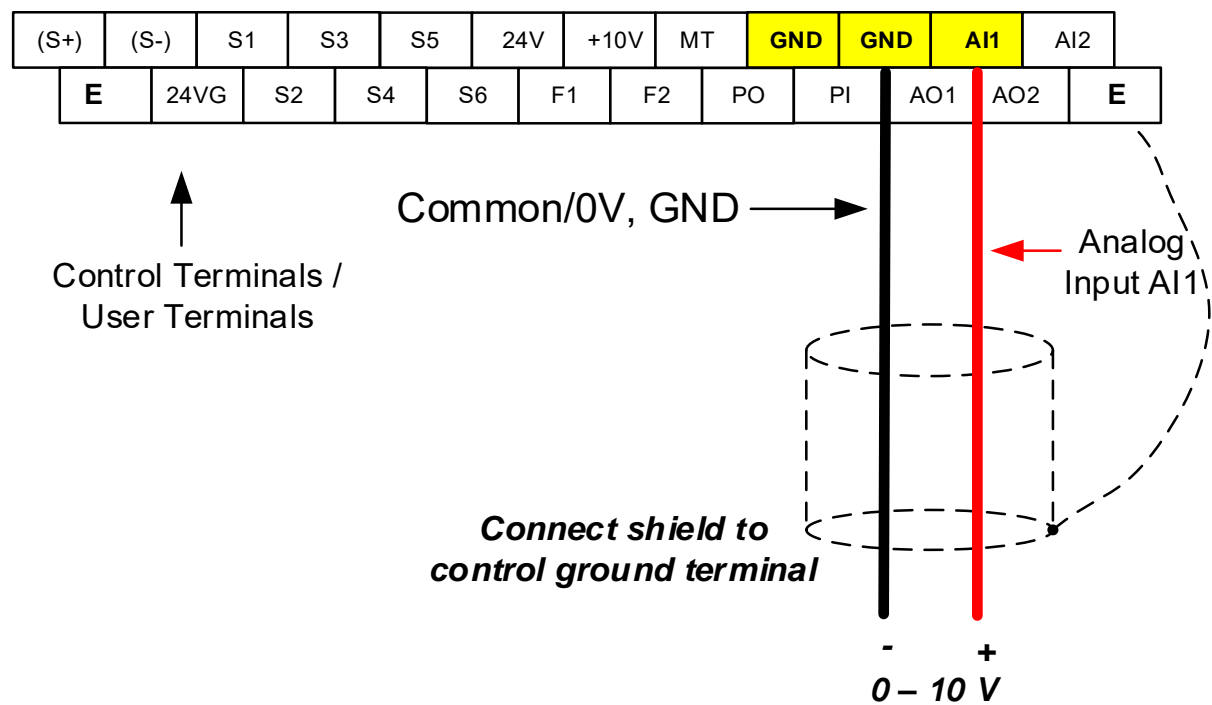 (S+) (S-) S1 S3 S5 24V +10V MT GND GND AI1 AI2
E 24VG S2 S4 S6 F1 F2 PO PI AO1 AO2 E
Common/0V, GND
Control Terminals /
User Terminals
Analog
Input AI1
Connect shield to
control ground terminal
- +
0 – 10 V